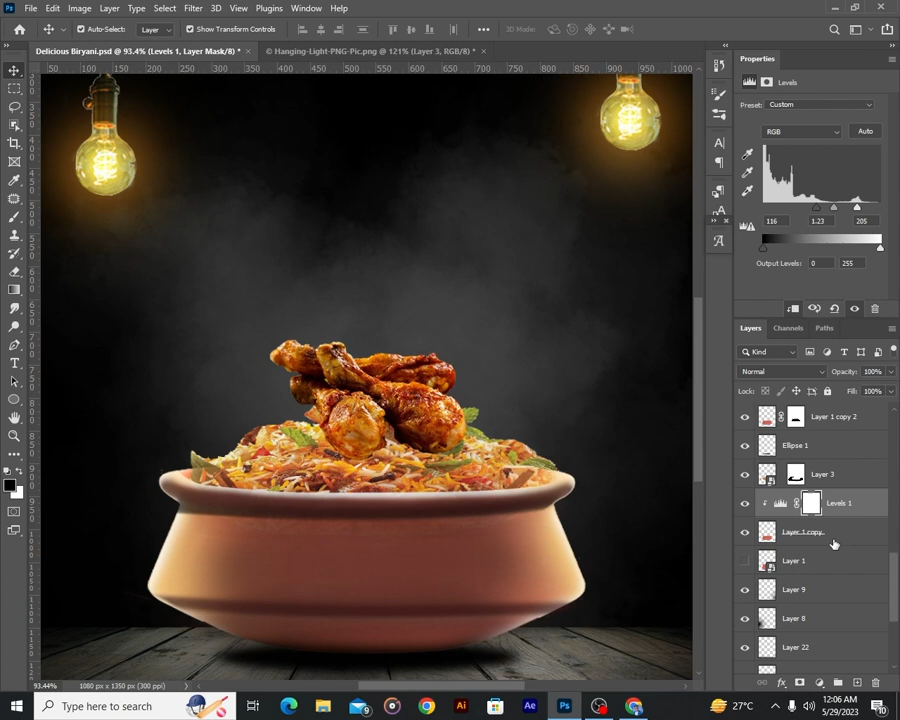 Ps File Edit Image Layer Type Select Filter 3D View Plugins Window Help
Auto-Select: Layer Show Transform Controls 3D Mode:
Delicious Biryani.psd @ 93.4% (Levels 1, Layer Mask/8) * × © Hanging-Light-PNG-Pic.png @ 121% (Layer 3, RGB/8) * ×
50 100 150 200 250 300 350 400 450 500 550 600 650 700 750 800 850 900 950 1000
Properties
Levels
Preset: Custom
RGB Auto
116 1.23 205
Output Levels: 0 255
Layers Channels Paths
Kind
Normal Opacity: 100%
Lock: Fill: 100%
Layer 1 copy 2
Ellipse 1
Layer 3
Levels 1
Layer 1 copy
Layer 1
Layer 9
Layer 8
Layer 22
93.44% 1080 px x 1350 px (300 ppi)
Type here to search 9 Ai Ae Ps 27°C 12:06 AM
5/29/2023 10